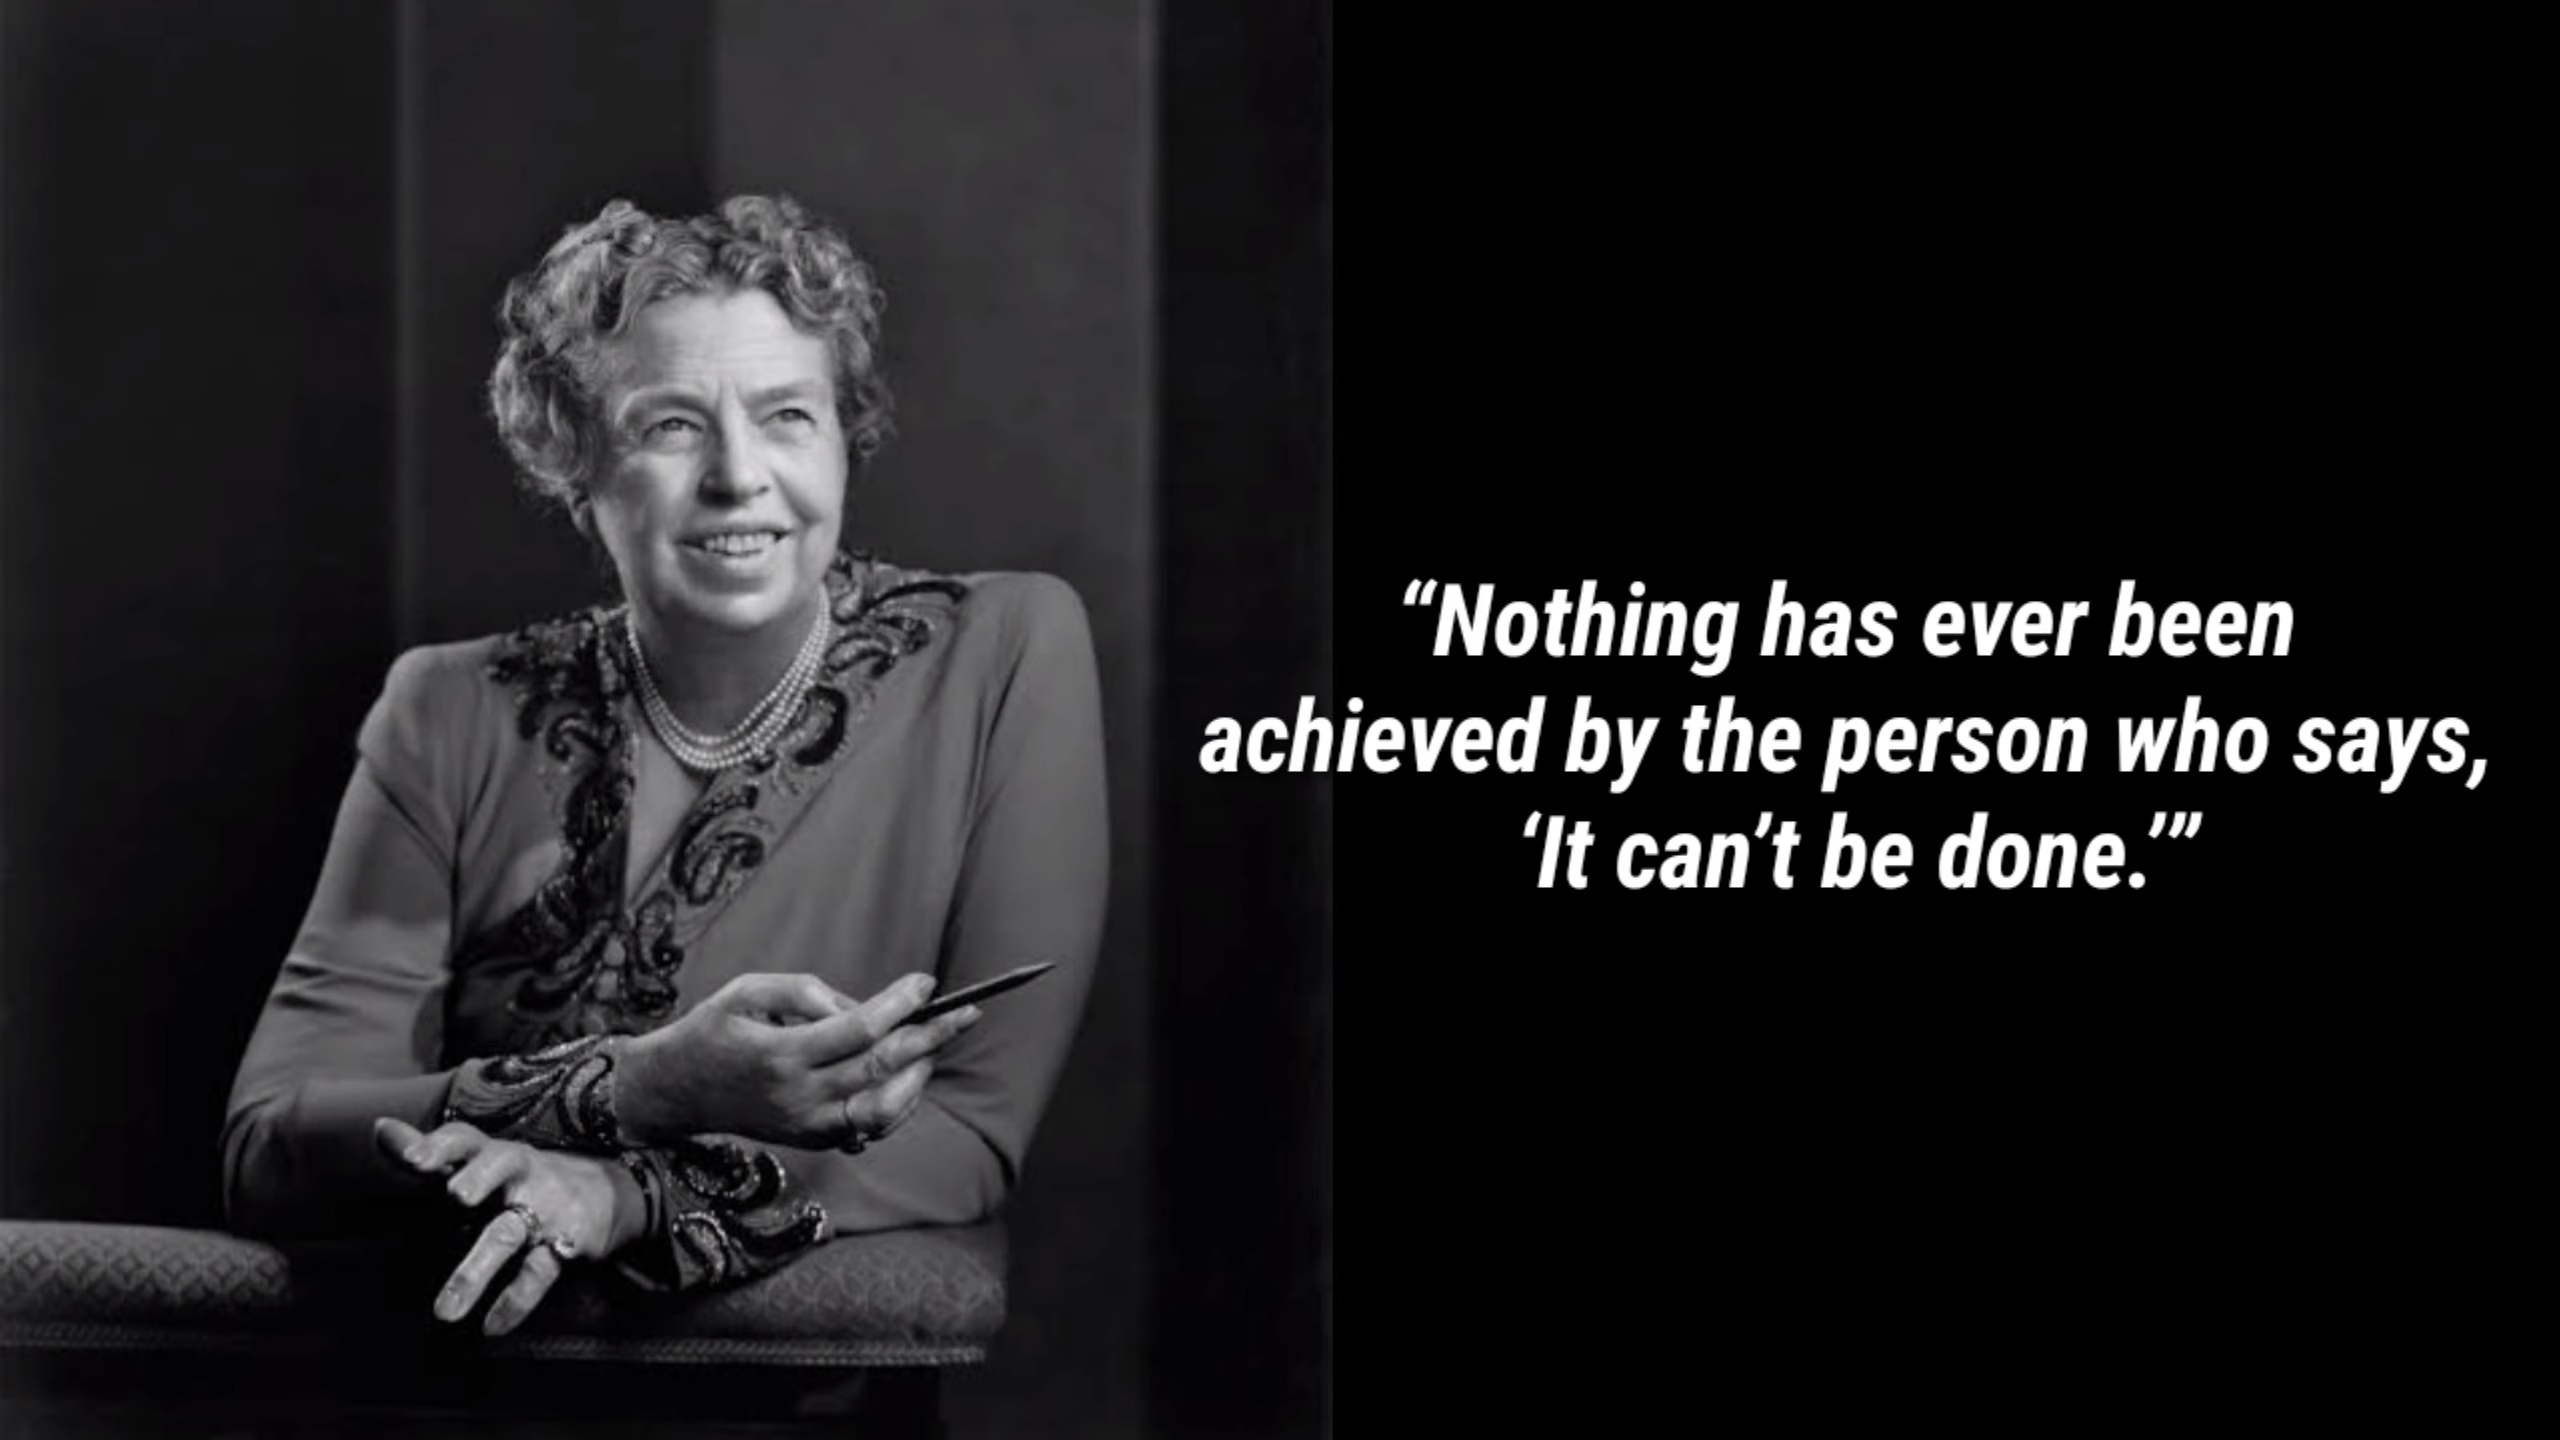 “Nothing has ever been
achieved by the person who says,
‘It can’t be done.’”